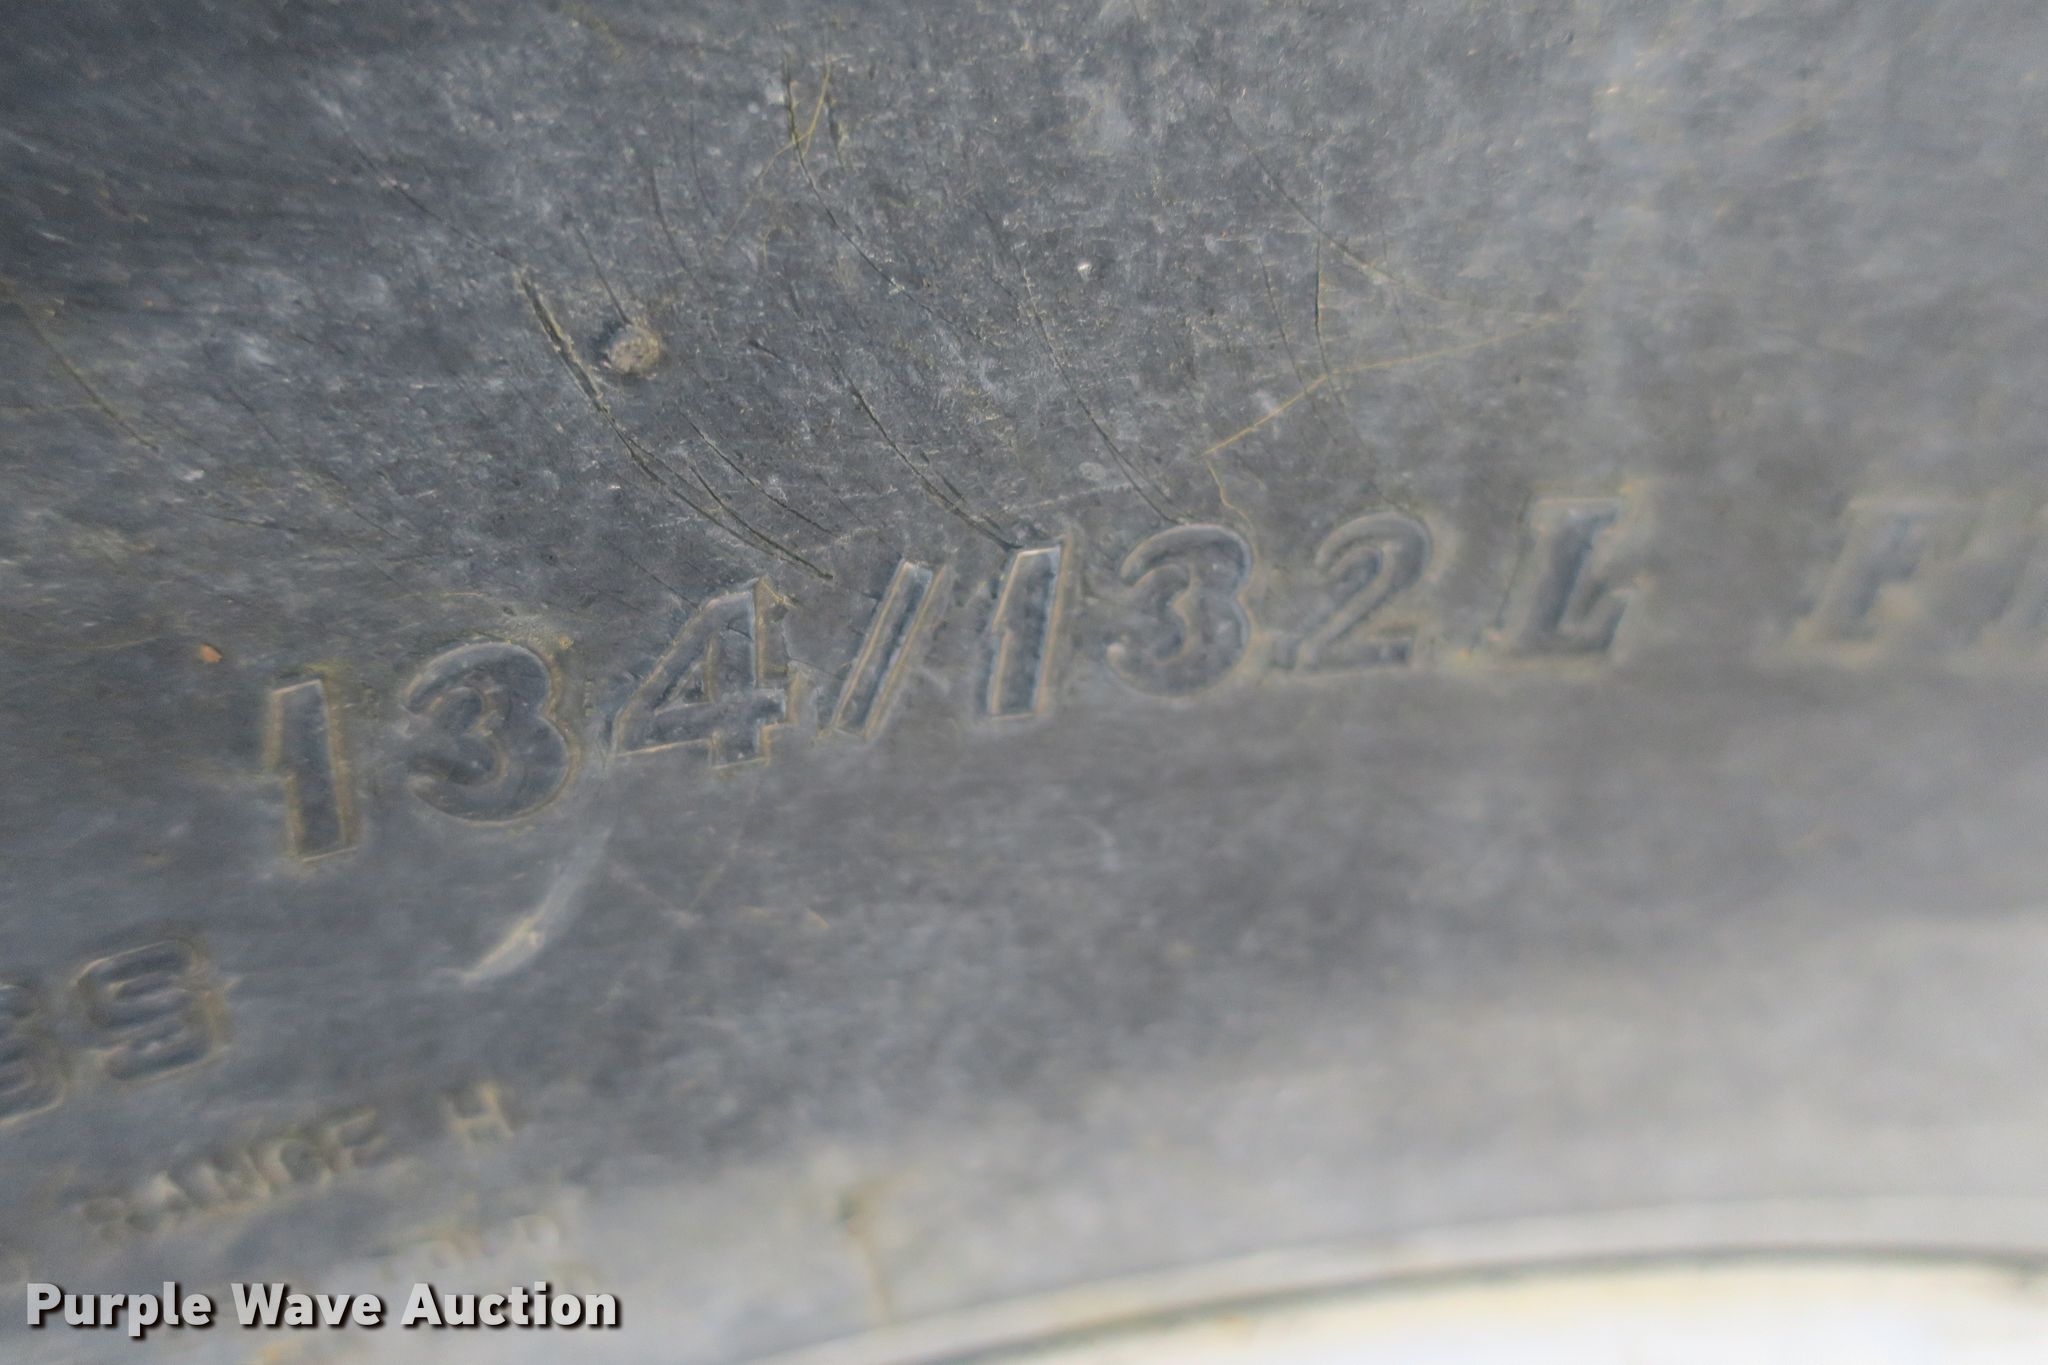 134/132L
RANGE H
Purple Wave Auction